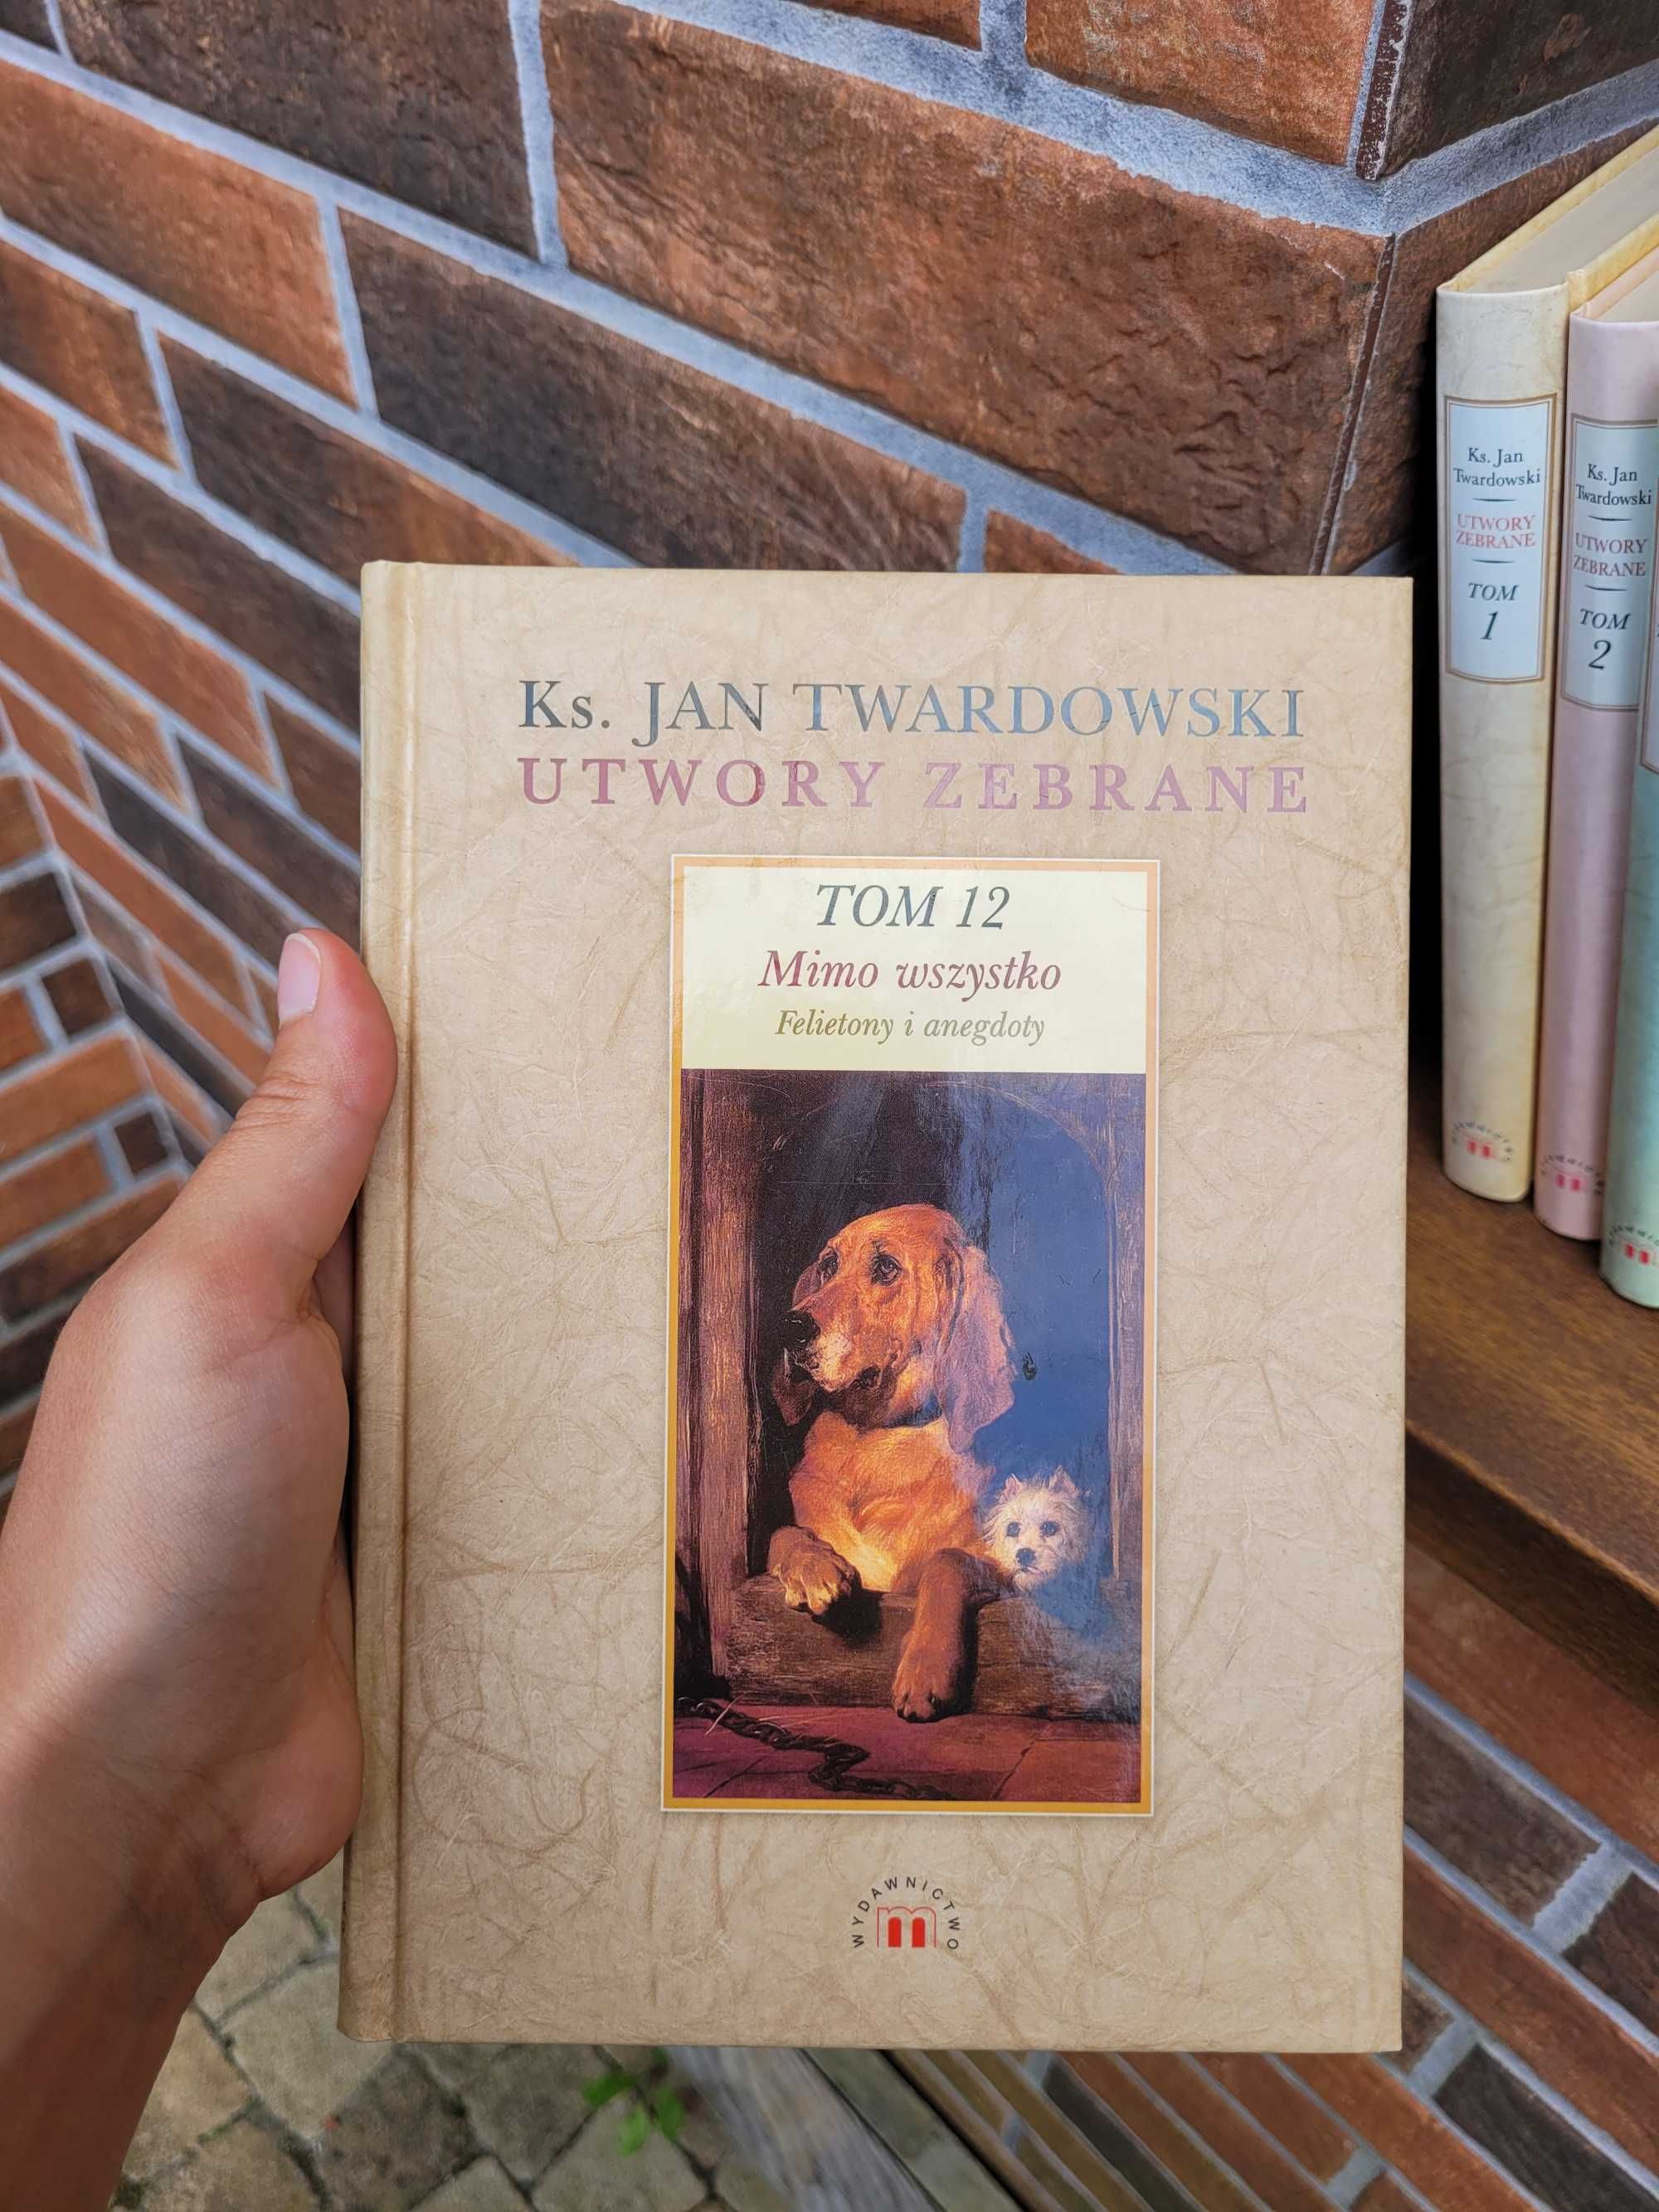 Ks. JAN TWARDOWSKI
UTWORY ZEBRANE
TOM 12
Mimo wszystko
Felietony i anegdoty
WYDAWNICTWO
m
Ks. Jan
Twardowski
UTWORY
ZEBRANE
TOM
1
Ks. Jan
Twardowski
UTWORY
ZEBRANE
TOM
2